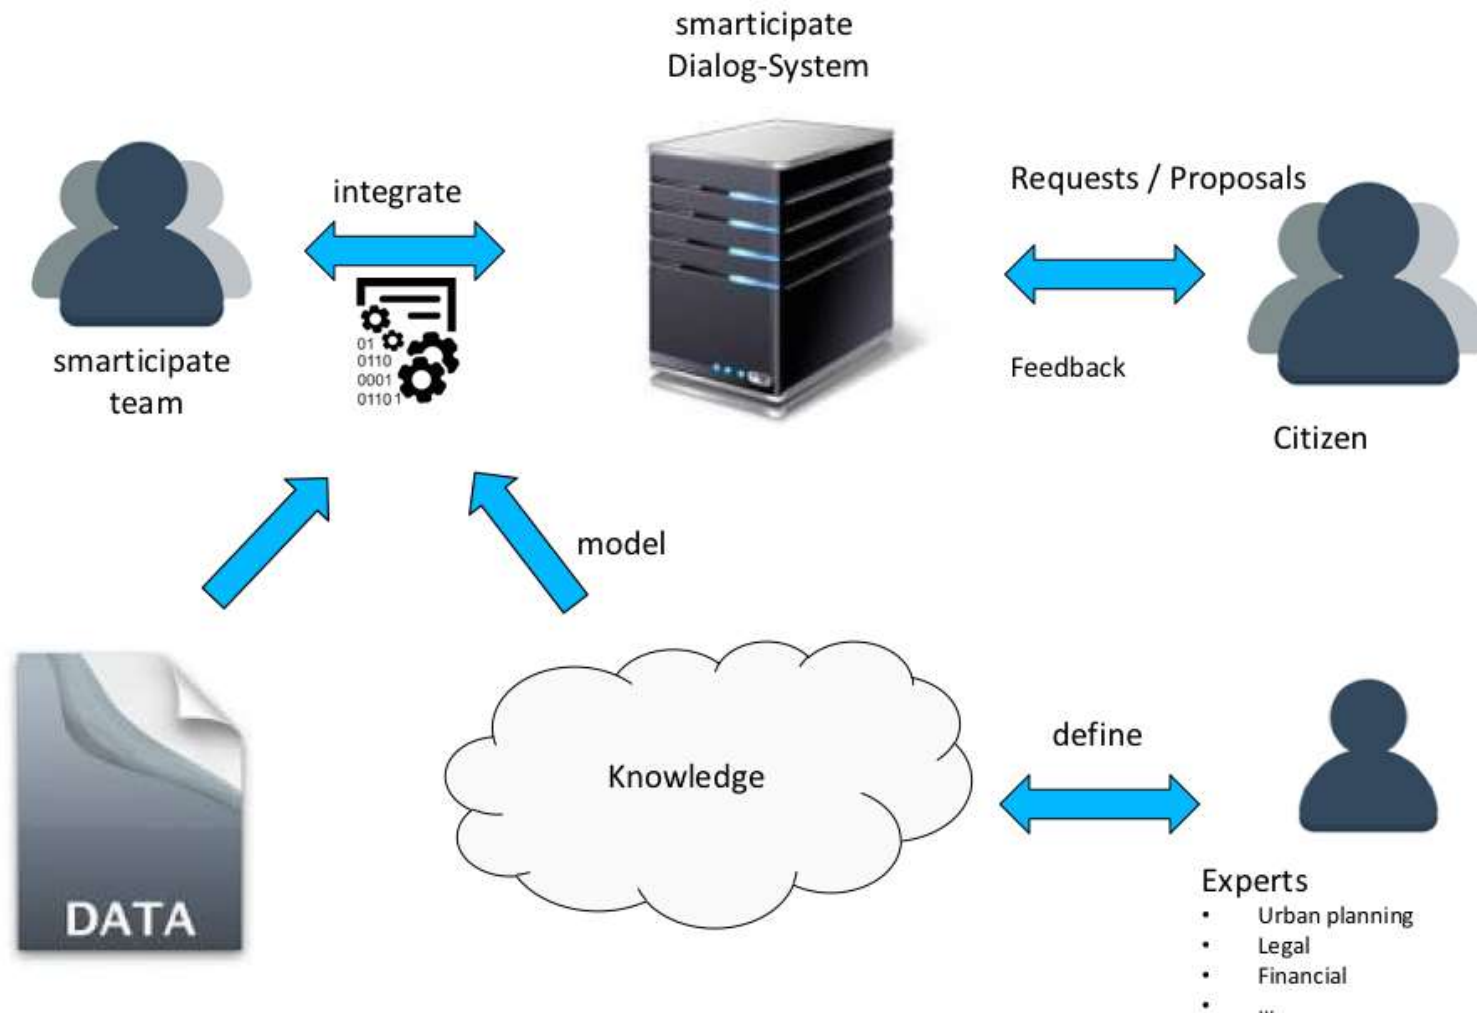 smarticipate
Dialog-System
integrate
Requests / Proposals
01
0110
0001
01101
smarticipate
team
Feedback
Citizen
model
Knowledge
define
DATA
Experts
• Urban planning
• Legal
• Financial
• ...